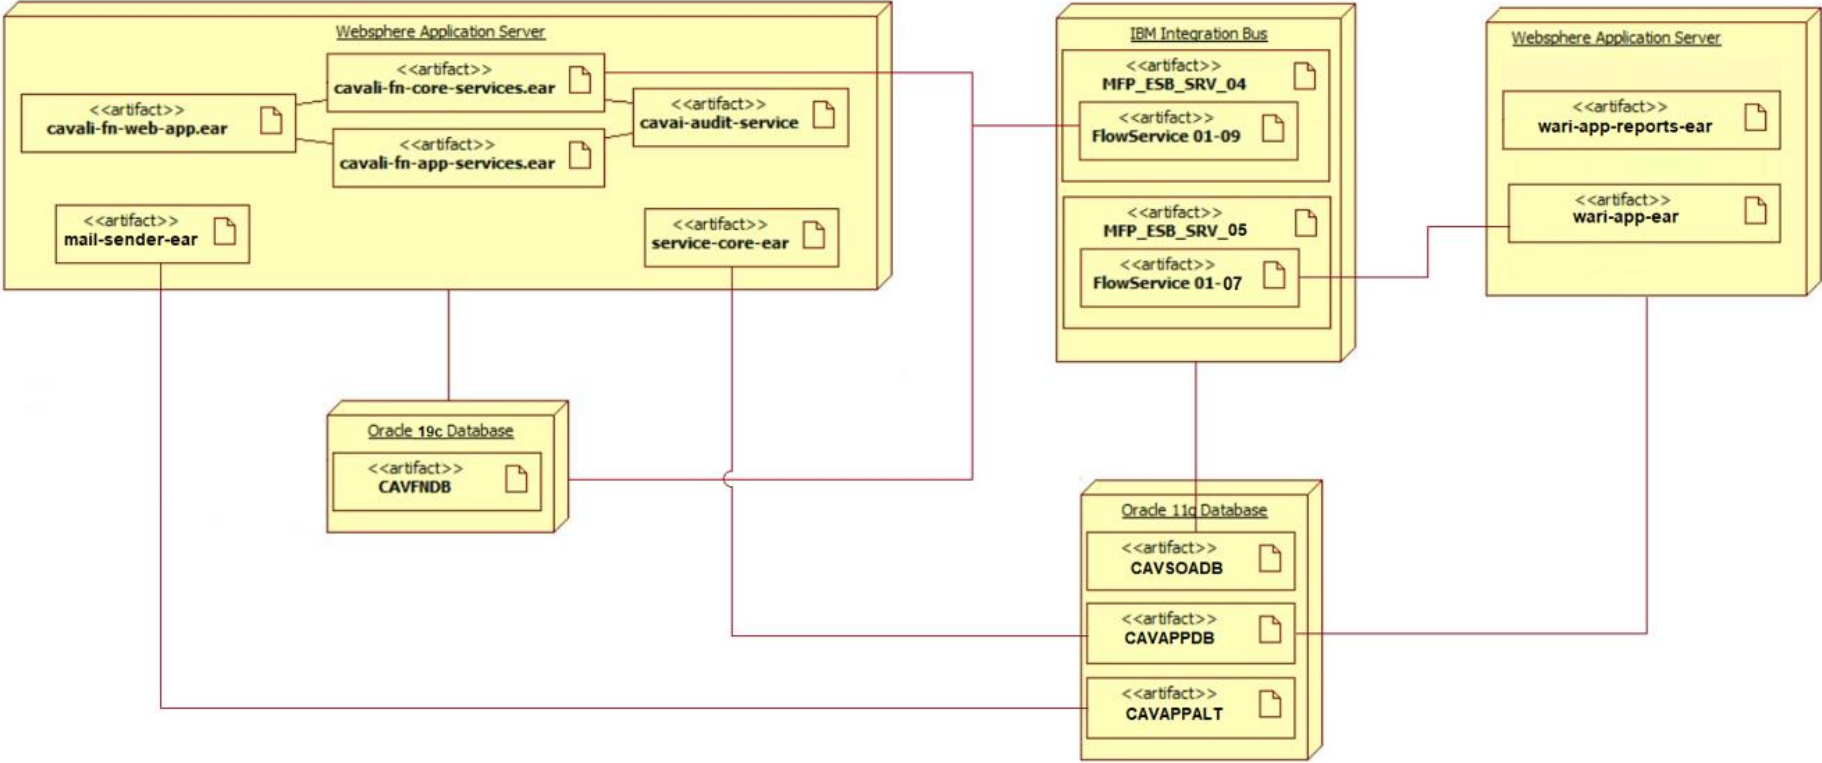 Websphere Application Server
<<artifact>>
cavali-fn-core-services.ear
<<artifact>>
cavali-fn-web-app.ear
<<artifact>>
cavai-audit-service
<<artifact>>
cavali-fn-app-services.ear
<<artifact>>
mail-sender-ear
<<artifact>>
service-core-ear
IBM Integration Bus
<<artifact>>
MFP_ESB_SRV_04
<<artifact>>
FlowService 01-09
<<artifact>>
MFP_ESB_SRV_05
<<artifact>>
FlowService 01-07
Websphere Application Server
<<artifact>>
wari-app-reports-ear
<<artifact>>
wari-app-ear
Oracle 19c Database
<<artifact>>
CAVFNDB
Oracle 11g Database
<<artifact>>
CAVSOADB
<<artifact>>
CAVAPPDB
<<artifact>>
CAVAPPALT